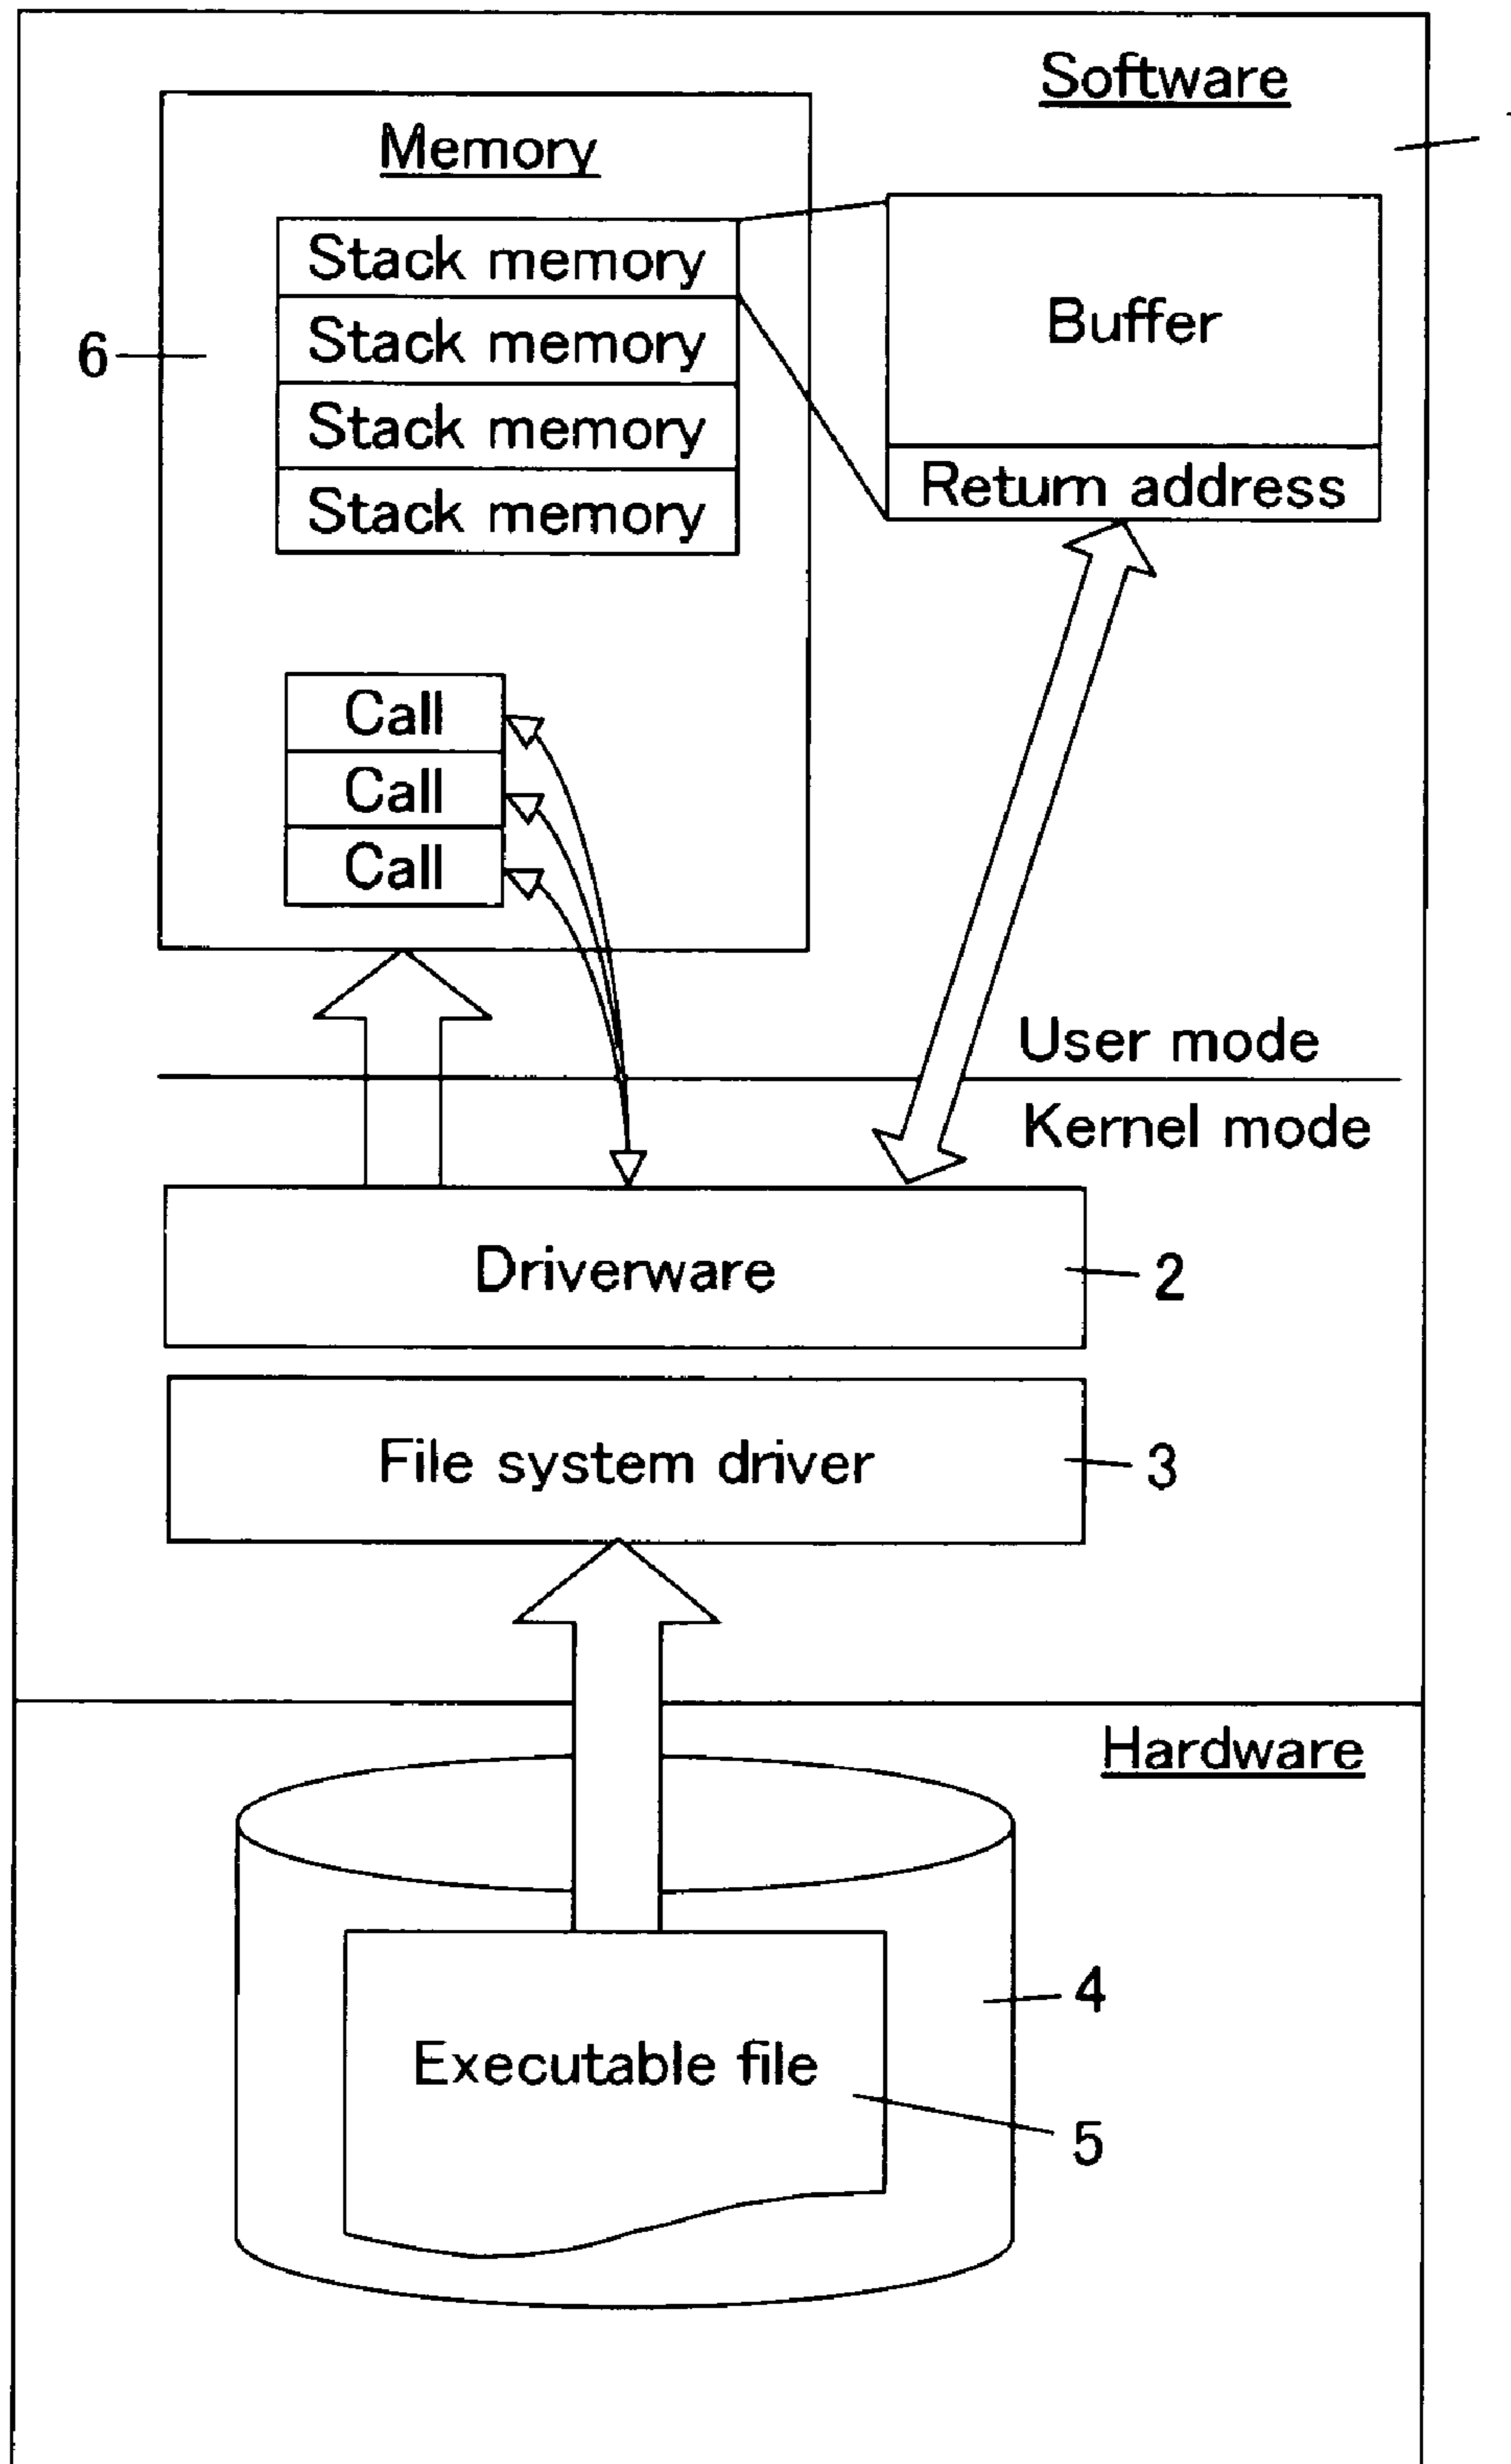 Software
Memory
Stack memory
Stack memory
Stack memory
Stack memory
6
Buffer
Return address
Call
Call
Call
User mode
Kernel mode
Driverware
2
File system driver
3
Hardware
4
Executable file
5